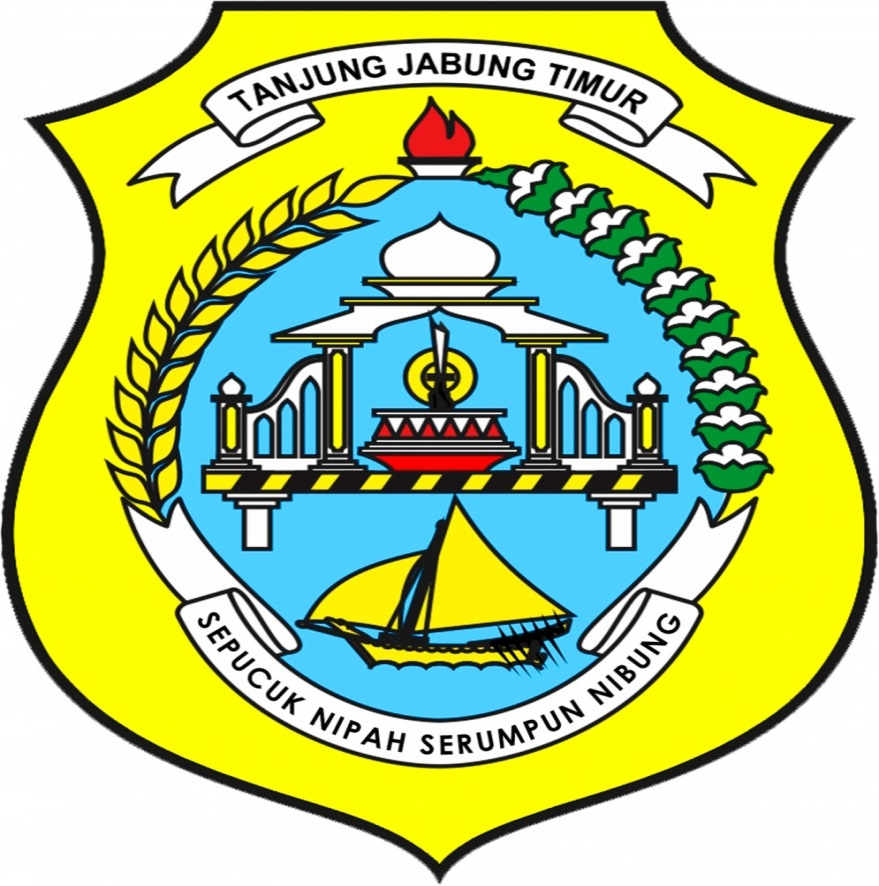 TANJUNG JABUNG TIMUR
SEPUCUK NIPAH SERUMPUN NIBUNG